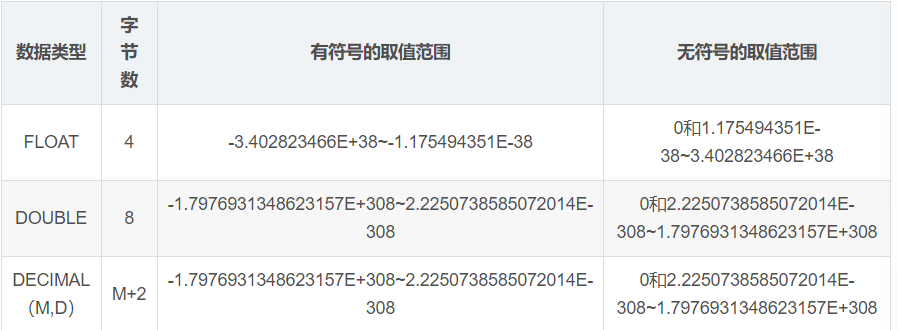 数据类型
字
节
数
有符号的取值范围
无符号的取值范围
FLOAT
4
-3.402823466E+38~-1.175494351E-38
0和1.175494351E-
38~3.402823466E+38
DOUBLE
8
-1.7976931348623157E+308~2.2250738585072014E-
308
0和2.2250738585072014E-
308~1.7976931348623157E+308
DECIMAL
（M,D）
M+2
-1.7976931348623157E+308~2.2250738585072014E-
308
0和2.2250738585072014E-
308~1.7976931348623157E+308